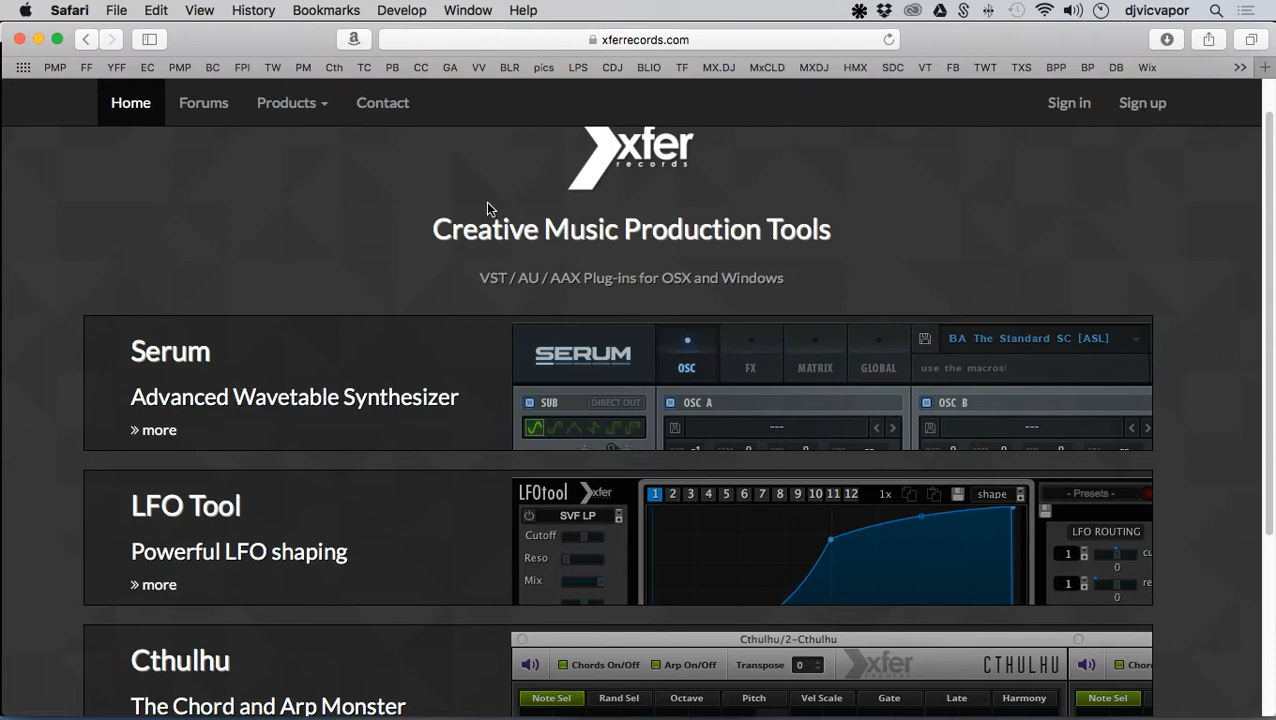 Safari File Edit View History Bookmarks Develop Window Help djvicvapor
xferrecords.com
PMP FF YFF EC PMP BC FPI TW PM Cth TC PB CC GA VV BLR pics LPS CDJ BLIO TF MX.DJ MxCLD MXDJ HMX SDC VT FB TWT TXS BPP BP DB Wix
Home Forums Products Contact Sign in Sign up
xfer
records
Creative Music Production Tools
VST / AU / AAX Plug-ins for OSX and Windows
Serum
Advanced Wavetable Synthesizer
» more
SERUM OSC FX MATRIX GLOBAL BA The Standard SC [ASL]
use the macros!
SUB DIRECT OUT OSC A OSC B
--- ---
LFO Tool
Powerful LFO shaping
» more
LFOtool xfer 1 2 3 4 5 6 7 8 9 10 11 12 1x shape - Presets -
SVF LP
Cutoff
Reso
Mix
LFO ROUTING
1 0
1 0
Cthulhu
The Chord and Arp Monster
Cthulhu/2-Cthulhu
Chords On/Off Arp On/Off Transpose 0 xfer records CTHULHU
Note Sel Rand Sel Octave Pitch Vel Scale Gate Late Harmony Note Sel